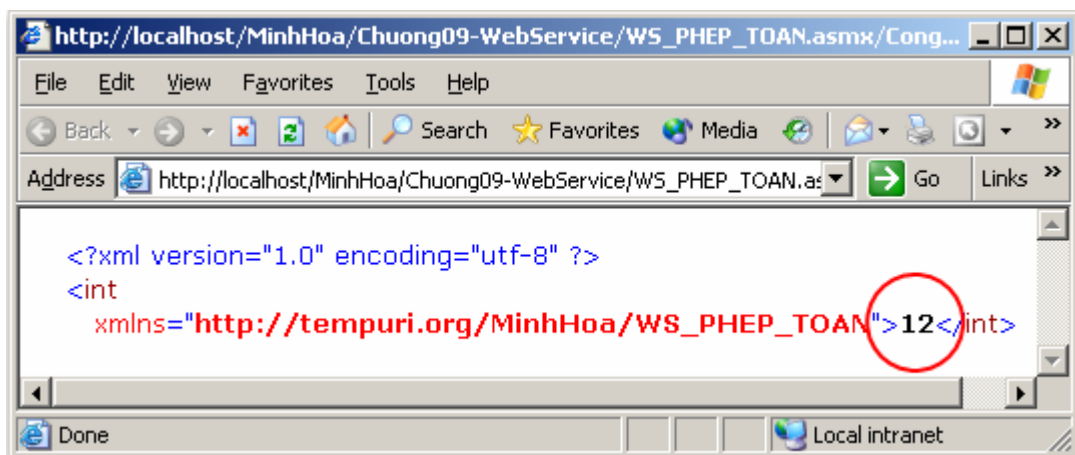 http://localhost/MinhHoa/Chuong09-WebService/WS_PHEP_TOAN.asmx/Cong...
File Edit View Favorites Tools Help
Back Search Favorites Media »
Address http://localhost/MinhHoa/Chuong09-WebService/WS_PHEP_TOAN.as Go Links »
<?xml version="1.0" encoding="utf-8" ?>
<int
xmlns="http://tempuri.org/MinhHoa/WS_PHEP_TOAN">12</int>
Done Local intranet